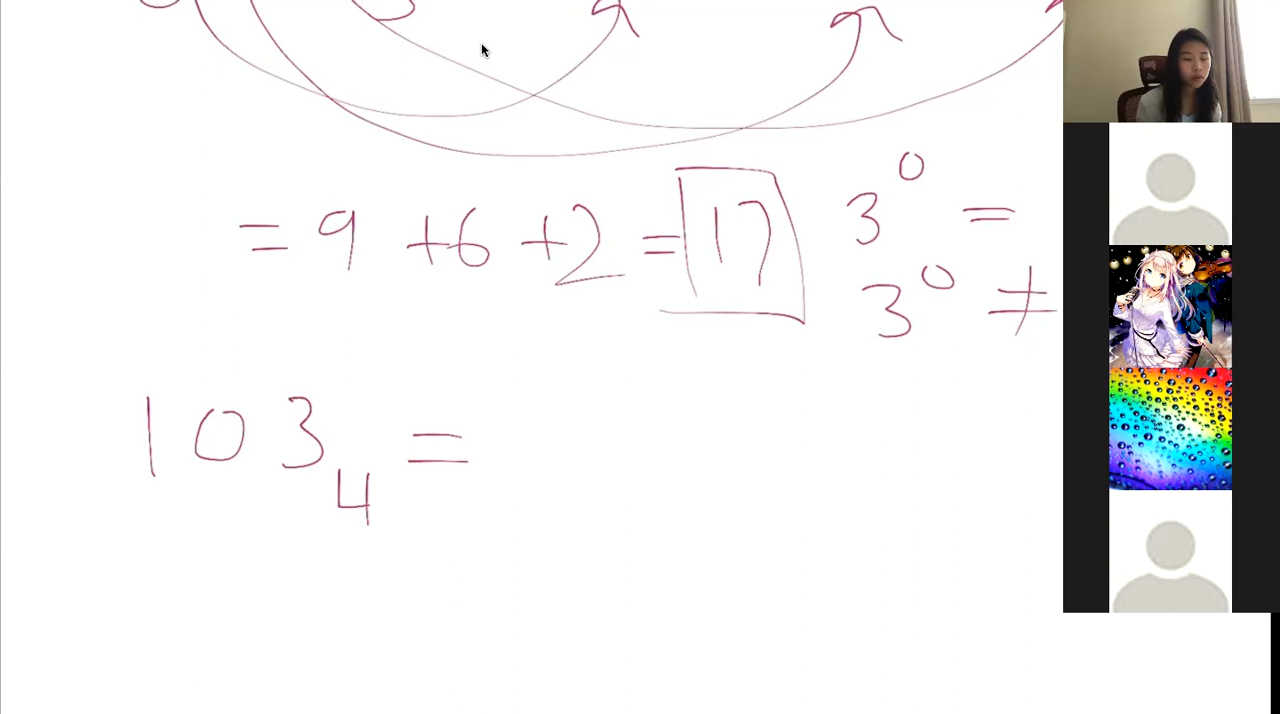 = 9 + 6 + 2 = 17
3⁰ =
3⁰ ≠
103₄ =